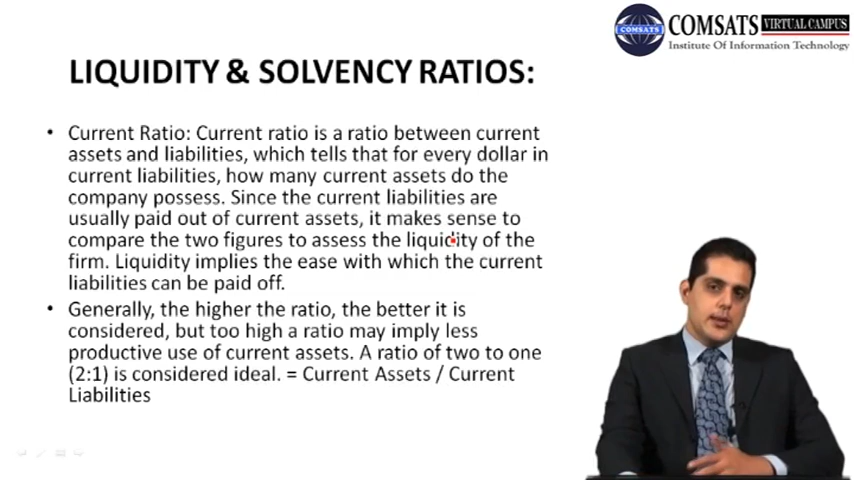 COMSATS VIRTUAL CAMPUS
COMSATS
Institute Of Information Technology
LIQUIDITY & SOLVENCY RATIOS:
• Current Ratio: Current ratio is a ratio between current
assets and liabilities, which tells that for every dollar in
current liabilities, how many current assets do the
company possess. Since the current liabilities are
usually paid out of current assets, it makes sense to
compare the two figures to assess the liquidity of the
firm. Liquidity implies the ease with which the current
liabilities can be paid off.
• Generally, the higher the ratio, the better it is
considered, but too high a ratio may imply less
productive use of current assets. A ratio of two to one
(2:1) is considered ideal. = Current Assets / Current
Liabilities